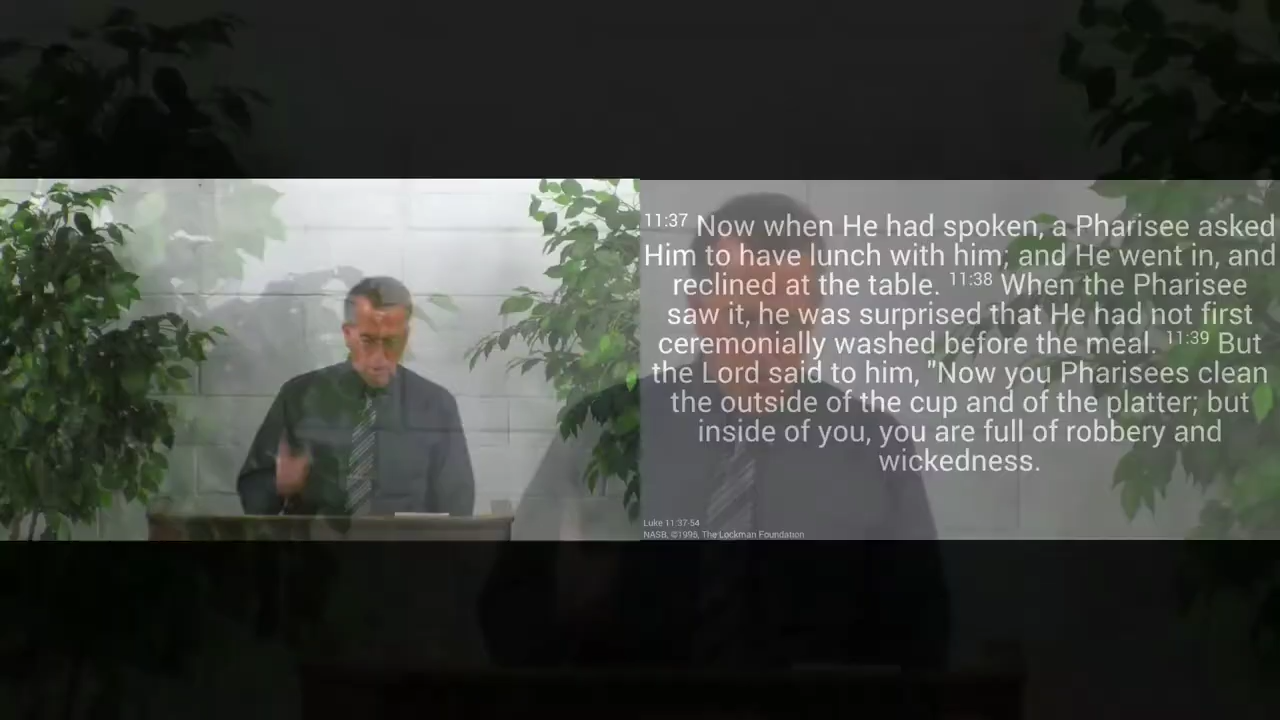 11:37 Now when He had spoken, a Pharisee asked
Him to have lunch with him; and He went in, and
reclined at the table. 11:38 When the Pharisee
saw it, he was surprised that He had not first
ceremonially washed before the meal. 11:39 But
the Lord said to him, "Now you Pharisees clean
the outside of the cup and of the platter; but
inside of you, you are full of robbery and
wickedness.
Luke 11:37-54
NASB, ©1995, The Lockman Foundation